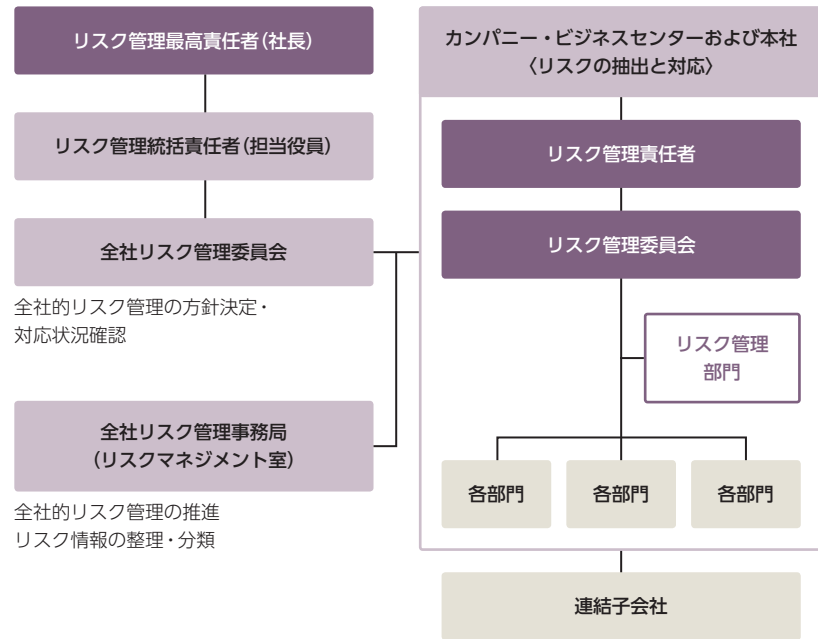 リスク管理最高責任者(社長)
リスク管理統括責任者(担当役員)
全社リスク管理委員会
全社的リスク管理の方針決定・
対応状況確認
全社リスク管理事務局
(リスクマネジメント室)
全社的リスク管理の推進
リスク情報の整理・分類
カンパニー・ビジネスセンターおよび本社
〈リスクの抽出と対応〉
リスク管理責任者
リスク管理委員会
リスク管理
部門
各部門
各部門
各部門
連結子会社